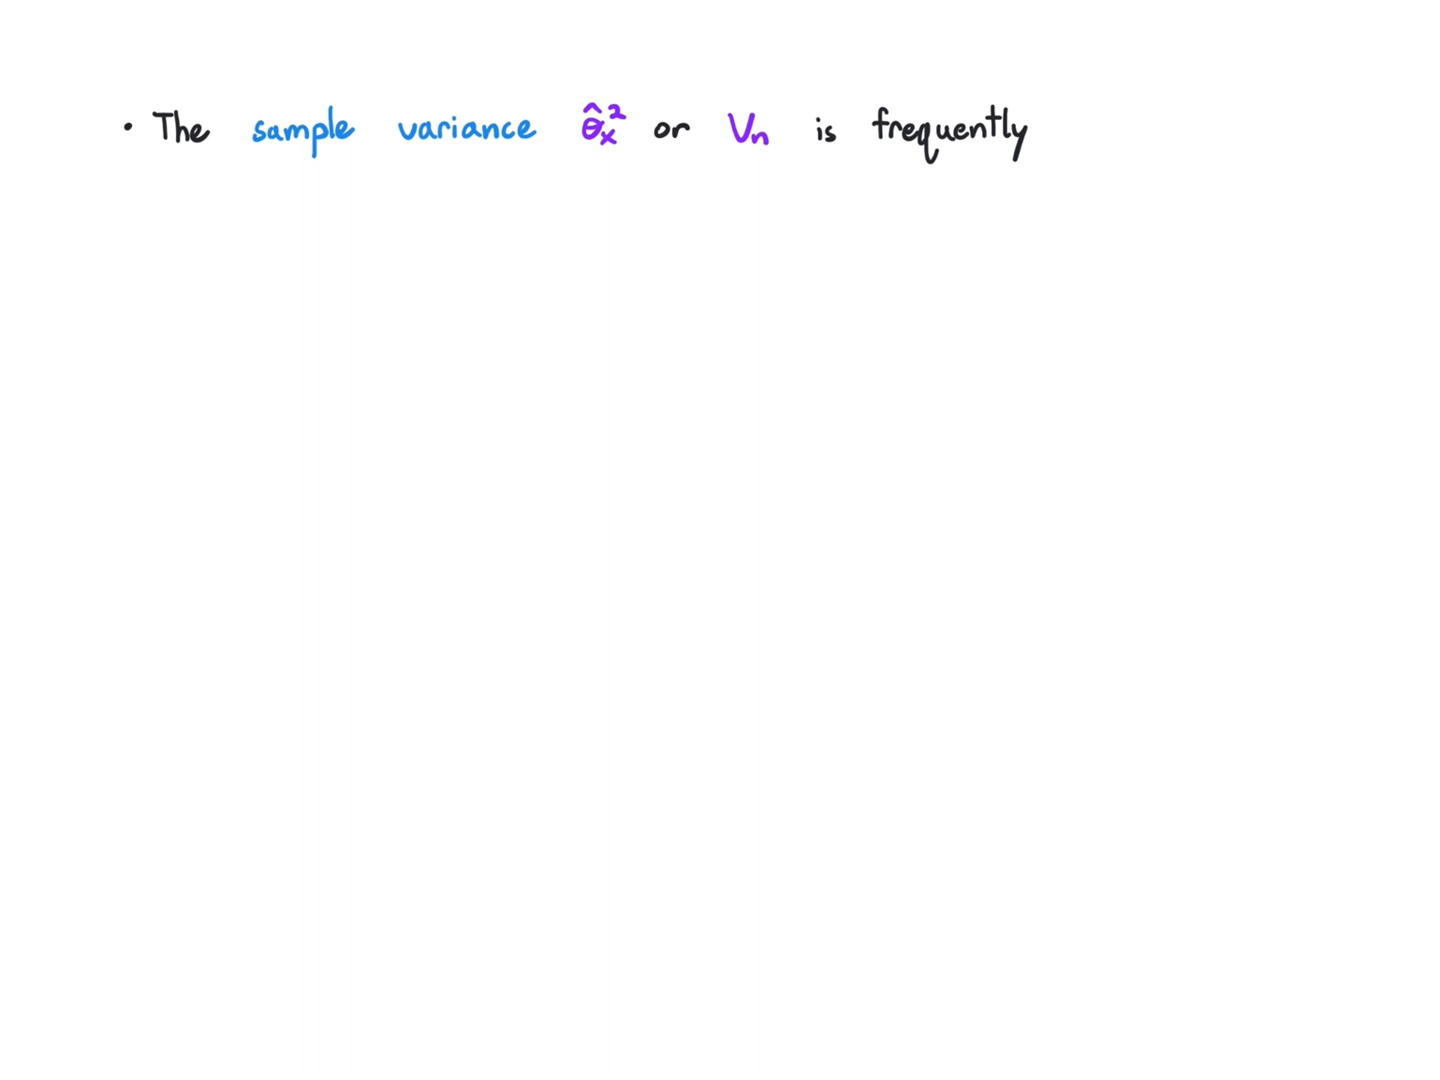 • The sample variance σ̂ₓ² or Vₙ is frequently